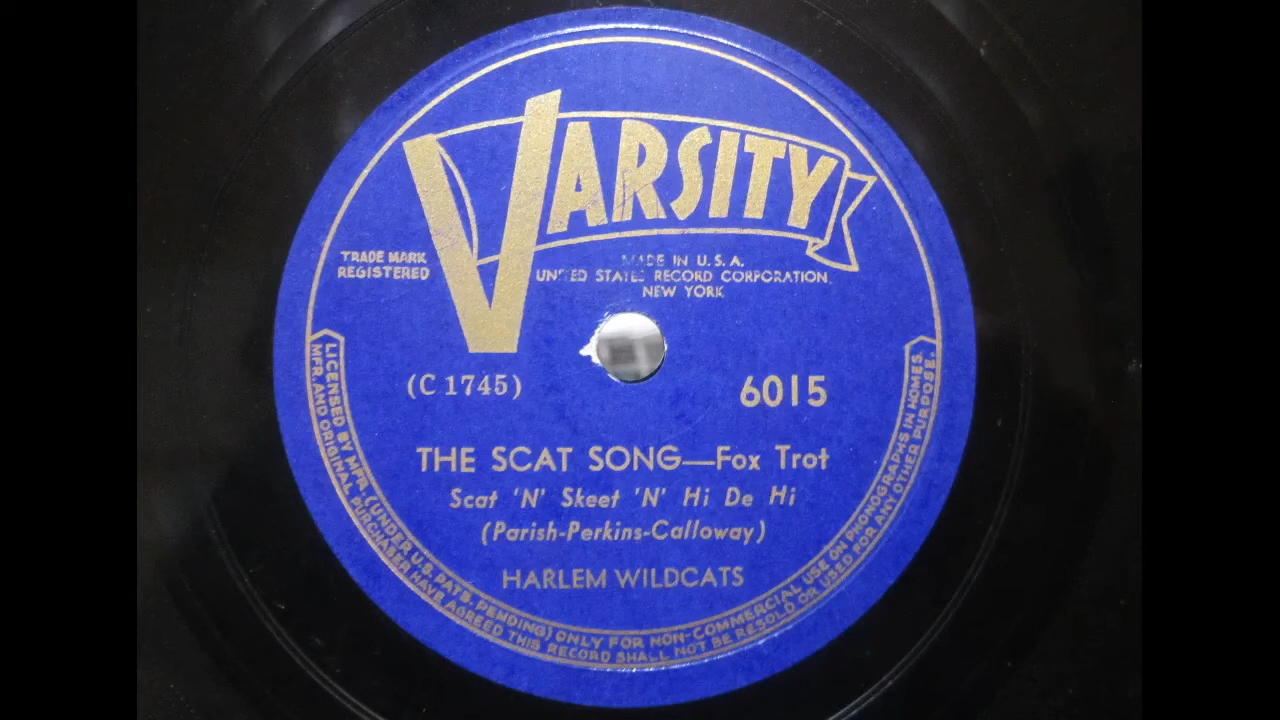 VARSITY
TRADE MARK
REGISTERED
MADE IN U.S.A.
UNITED STATES RECORD CORPORATION.
NEW YORK
(C 1745)
6015
THE SCAT SONG—Fox Trot
Scat 'N' Skeet 'N' Hi De Hi
(Parish-Perkins-Calloway)
HARLEM WILDCATS
LICENSED BY MFR. (UNDER U.S. PATS. PENDING) ONLY FOR NON-COMMERCIAL USE ON PHONOGRAPHS IN HOMES.
MFR. AND ORIGINAL PURCHASER HAVE AGREED THIS RECORD SHALL NOT BE RESOLD OR USED FOR ANY OTHER PURPOSE.